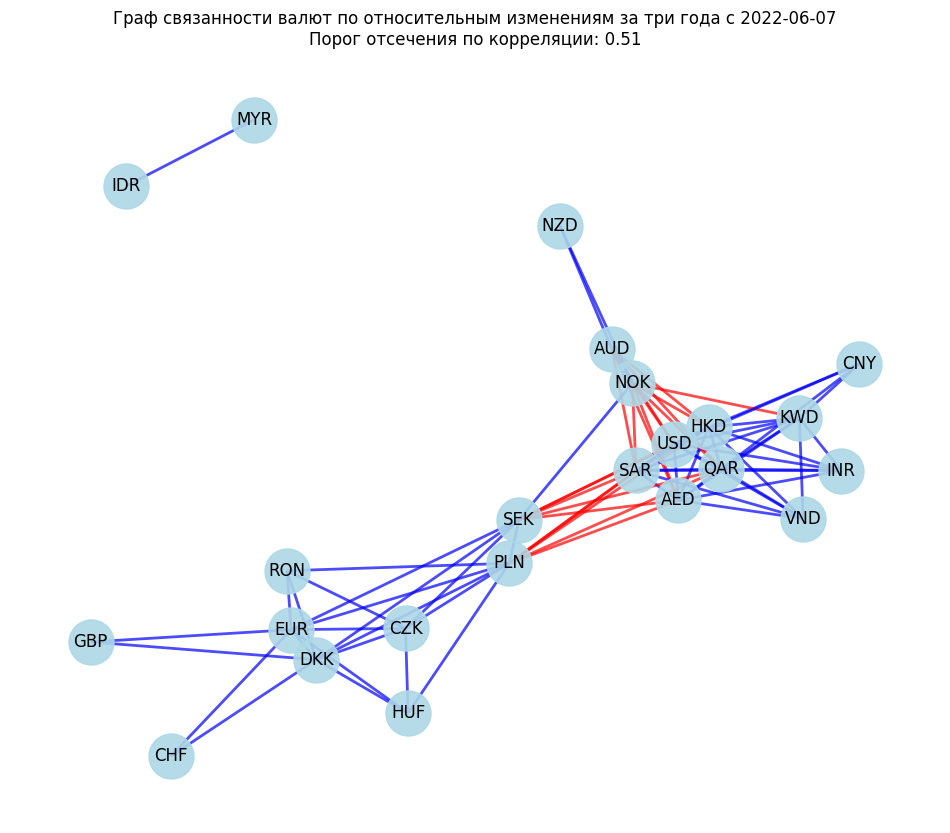 Граф связанности валют по относительным изменениям за три года с 2022-06-07
Порог отсечения по корреляции: 0.51
MYR
IDR
NZD
AUD
CNY
NOK
KWD
HKD
USD
SAR
QAR
INR
AED
VND
SEK
PLN
RON
EUR
CZK
GBP
DKK
HUF
CHF